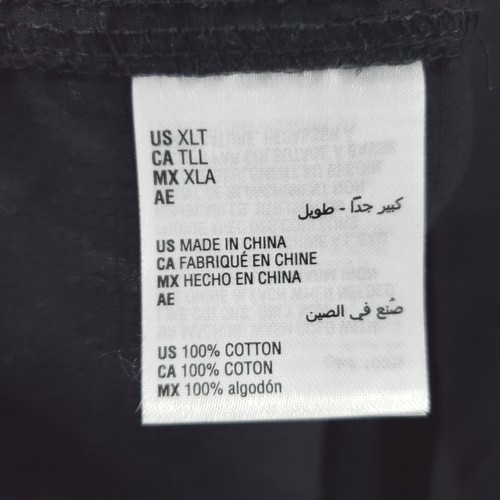 US XLT
CA TLL
MX XLA
AE
كبير جدًا - طويل
US MADE IN CHINA
CA FABRIQUÉ EN CHINE
MX HECHO EN CHINA
AE
صُنع في الصين
US 100% COTTON
CA 100% COTON
MX 100% algodón